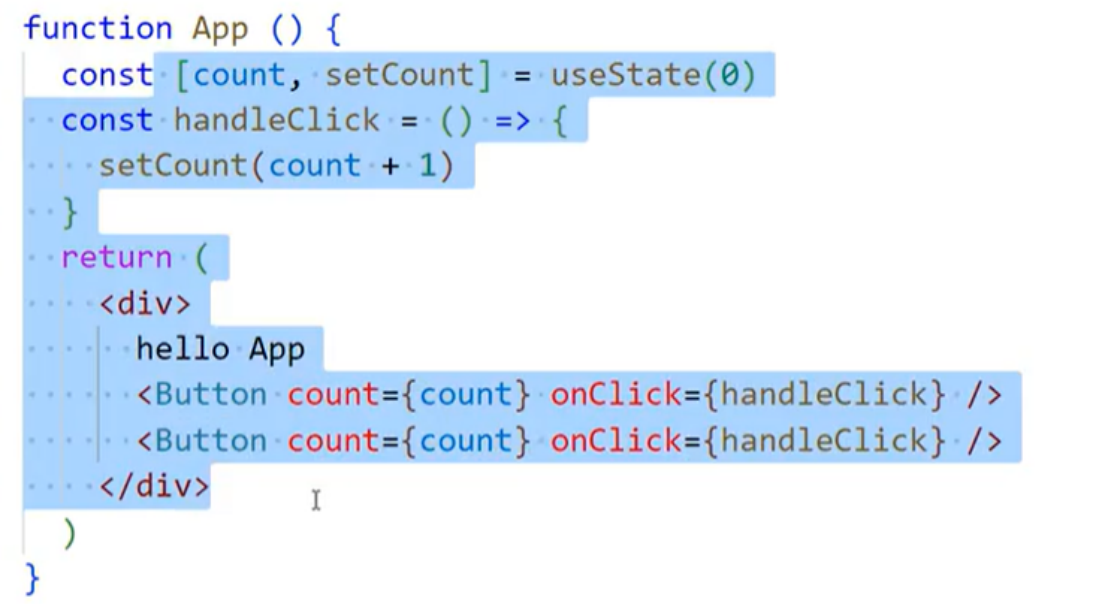 function App () {
const [count, setCount] = useState(0)
const handleClick = () => {
setCount(count + 1)
}
return (
<div>
hello App
<Button count={count} onClick={handleClick} />
<Button count={count} onClick={handleClick} />
</div>
)
}